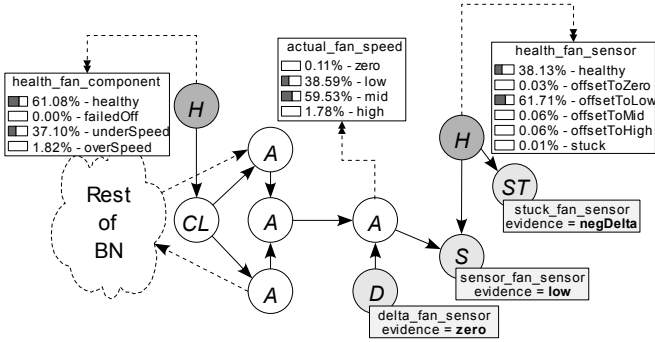 actual_fan_speed
0.11% - zero
38.59% - low
59.53% - mid
1.78% - high
health_fan_sensor
38.13% - healthy
0.03% - offsetToZero
61.71% - offsetToLow
0.06% - offsetToMid
0.06% - offsetToHigh
0.01% - stuck
health_fan_component
61.08% - healthy
0.00% - failedOff
37.10% - underSpeed
1.82% - overSpeed
H
H
A
ST
stuck_fan_sensor
evidence = negDelta
Rest
of
BN
CL
A
A
S
sensor_fan_sensor
evidence = low
A
D
delta_fan_sensor
evidence = zero